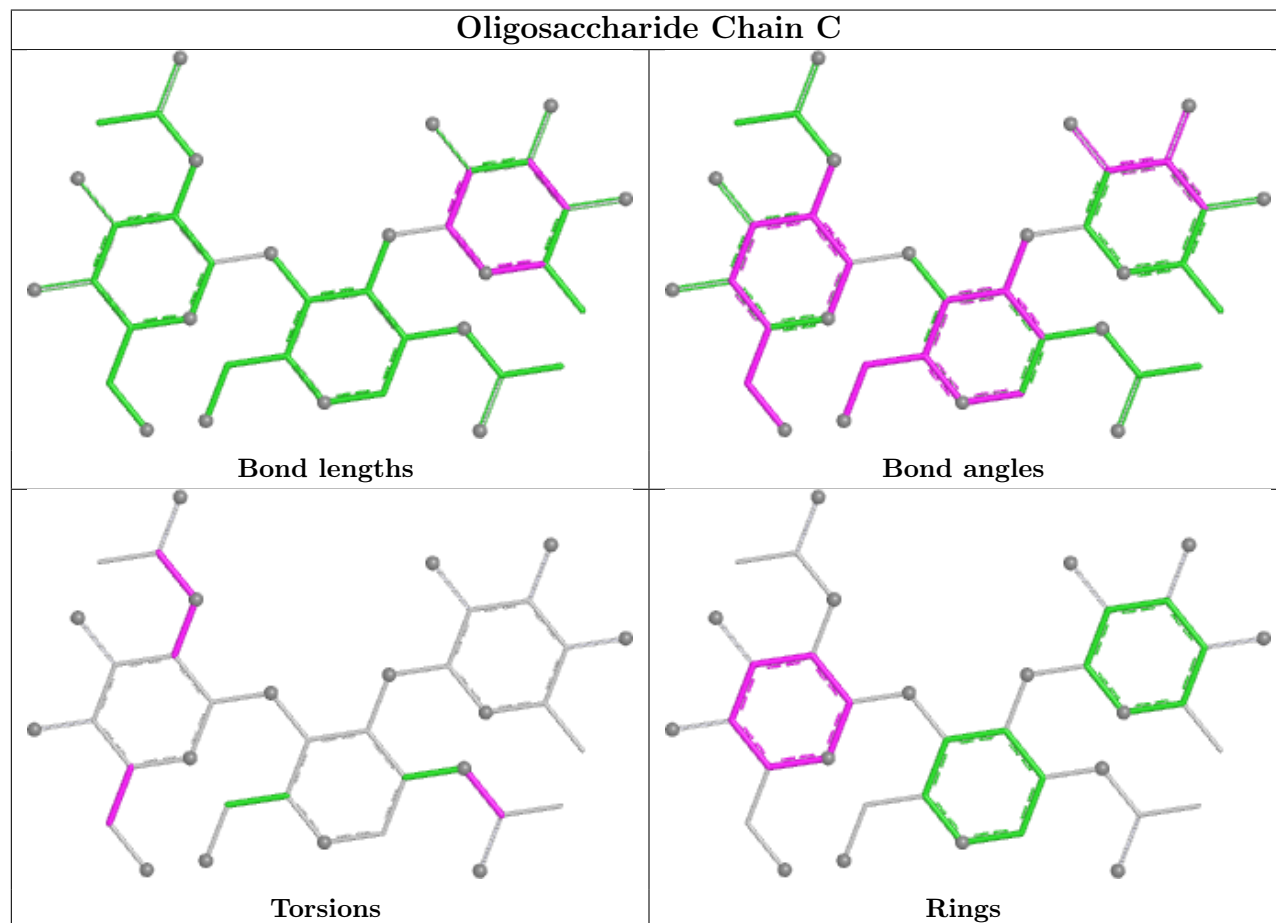 Oligosaccharide Chain C
Bond lengths
Bond angles
Torsions
Rings